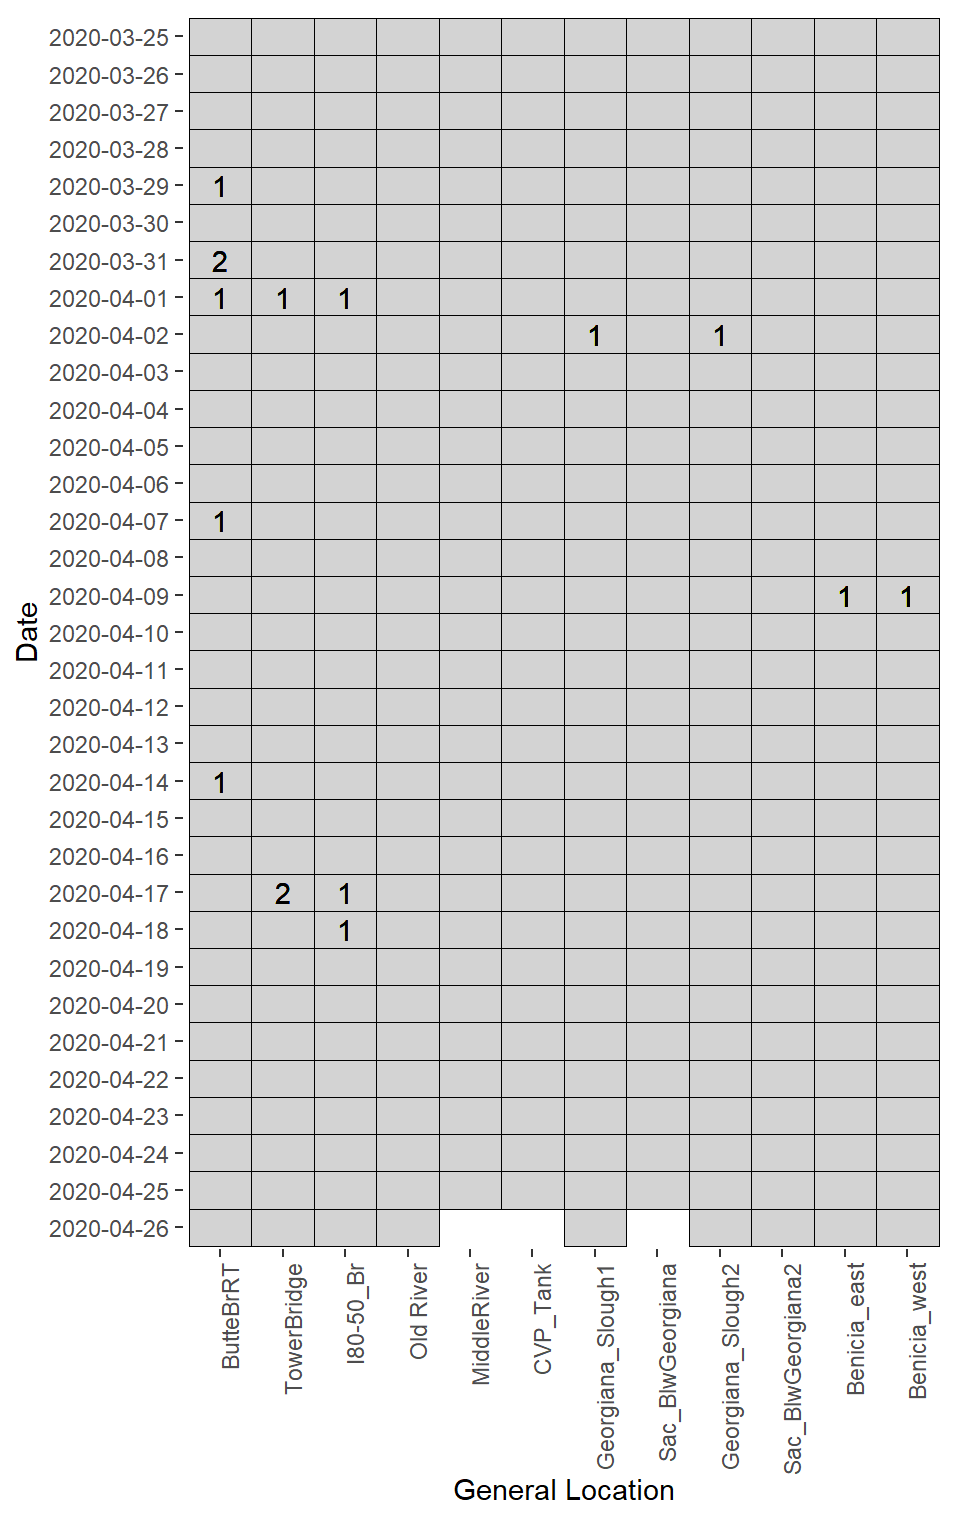 2020-03-25
2020-03-26
2020-03-27
2020-03-28
2020-03-29 1
2020-03-30
2020-03-31 2
2020-04-01 1 1 1
2020-04-02 1 1
2020-04-03
2020-04-04
2020-04-05
2020-04-06
2020-04-07 1
2020-04-08
2020-04-09 1 1
2020-04-10
2020-04-11
2020-04-12
2020-04-13
2020-04-14 1
2020-04-15
2020-04-16
2020-04-17 2 1
2020-04-18 1
2020-04-19
2020-04-20
2020-04-21
2020-04-22
2020-04-23
2020-04-24
2020-04-25
2020-04-26
Date
ButteBrRT
TowerBridge
I80-50_Br
Old River
MiddleRiver
CVP_Tank
Georgiana_Slough1
Sac_BlwGeorgiana
Georgiana_Slough2
Sac_BlwGeorgiana2
Benicia_east
Benicia_west
General Location